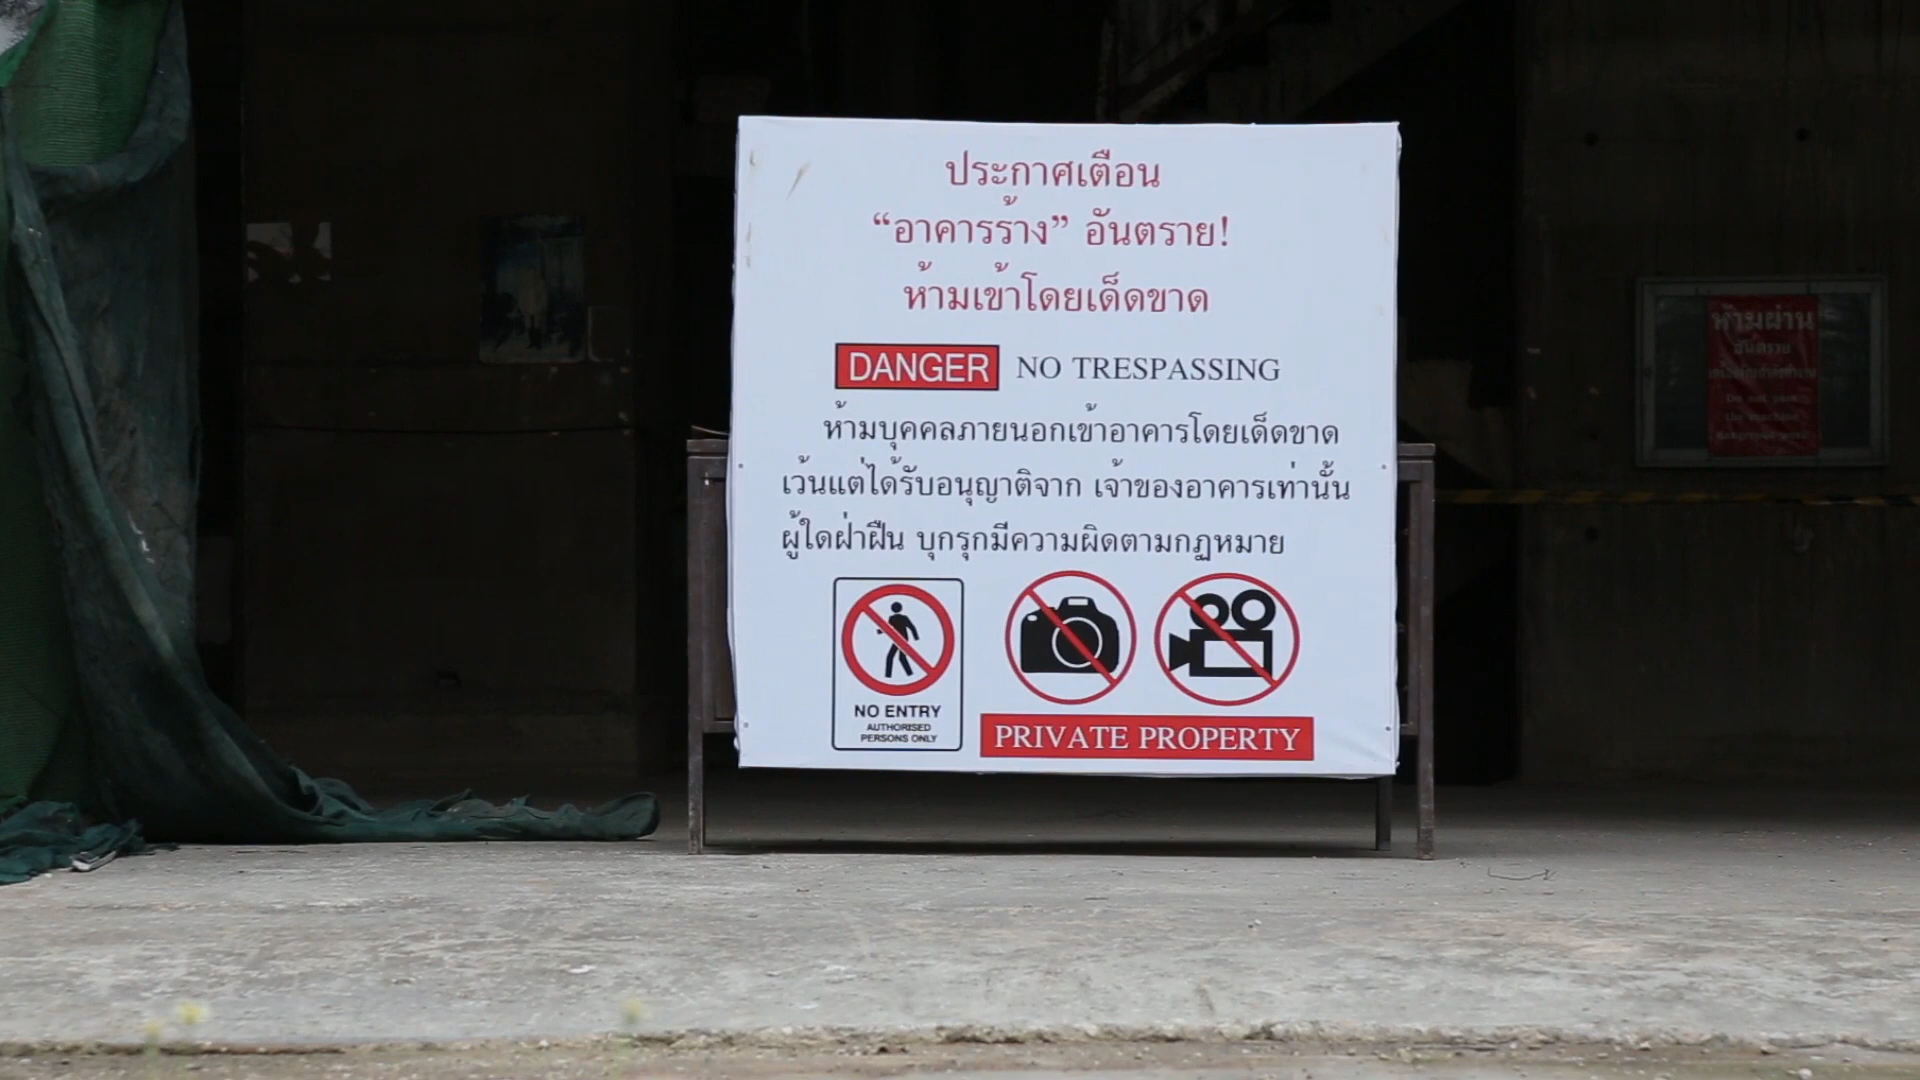 ประกาศเตือน
“อาคารร้าง” อันตราย!
ห้ามเข้าโดยเด็ดขาด
DANGER NO TRESPASSING
ห้ามบุคคลภายนอกเข้าอาคารโดยเด็ดขาด
เว้นแต่ได้รับอนุญาติจาก เจ้าของอาคารเท่านั้น
ผู้ใดฝ่าฝืน บุกรุกมีความผิดตามกฏหมาย
NO ENTRY
AUTHORISED
PERSONS ONLY
PRIVATE PROPERTY
ห้ามผ่าน
อันตราย